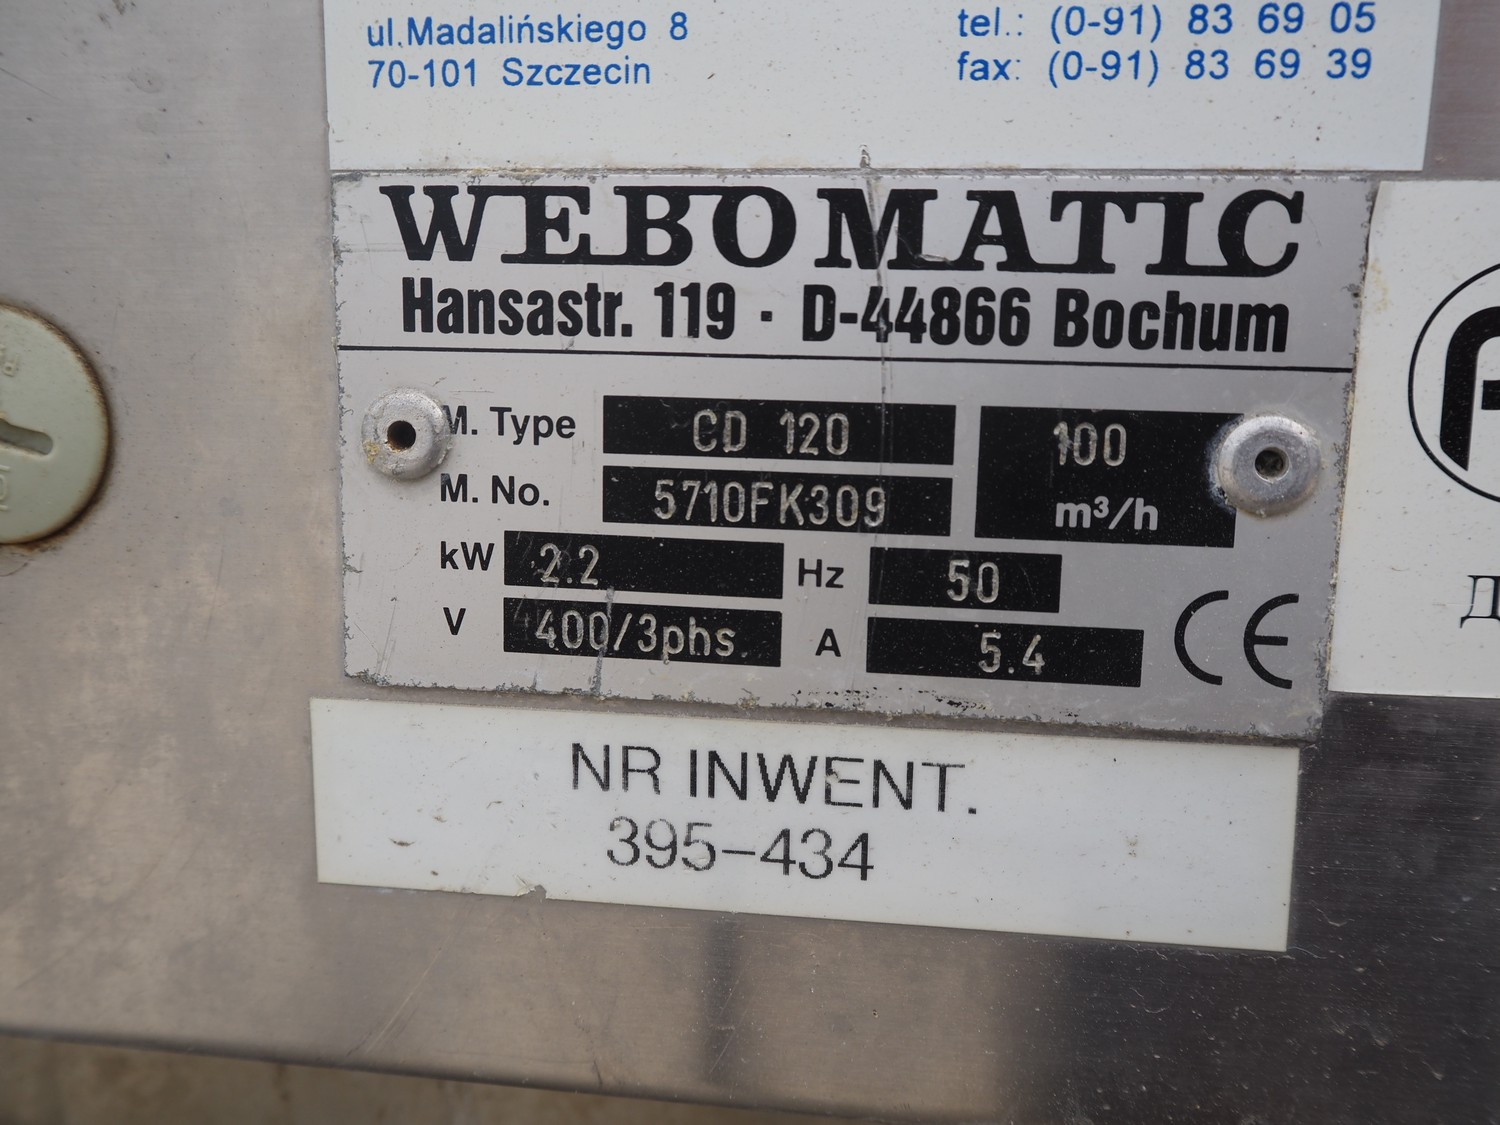 ul.Madalińskiego 8
70-101 Szczecin
tel.: (0-91) 83 69 05
fax: (0-91) 83 69 39
WEBOMATIC
Hansastr. 119 · D-44866 Bochum
M. Type CD 120
100
m³/h
M. No. 5710FK309
kW 2.2 Hz 50
V 400/3phs. A 5.4
CE
NR INWENT.
395-434